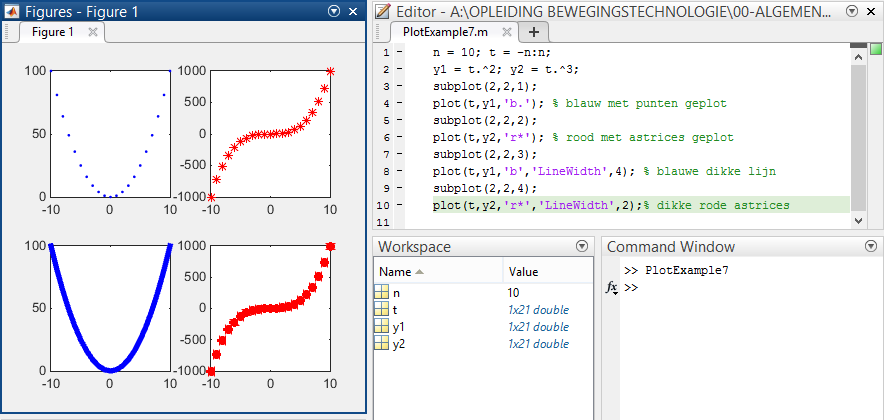 Figures - Figure 1
Figure 1
100
50
0
-10 0 10
1000
500
0
-500
-1000
-10 0 10
100
50
0
-10 0 10
1000
500
0
-500
-1000
-10 0 10
Editor - A:\OPLEIDING BEWEGINGSTECHNOLOGIE\00-ALGEMEN...
PlotExample7.m
1 – n = 10; t = -n:n;
2 – y1 = t.^2; y2 = t.^3;
3 – subplot(2,2,1);
4 – plot(t,y1,'b.'); % blauw met punten geplot
5 – subplot(2,2,2);
6 – plot(t,y2,'r*'); % rood met astrices geplot
7 – subplot(2,2,3);
8 – plot(t,y1,'b','LineWidth',4); % blauwe dikke lijn
9 – subplot(2,2,4);
10 – plot(t,y2,'r*','LineWidth',2);% dikke rode astrices
11
Workspace
Name Value
n 10
t 1x21 double
y1 1x21 double
y2 1x21 double
Command Window
>> PlotExample7
fx >>